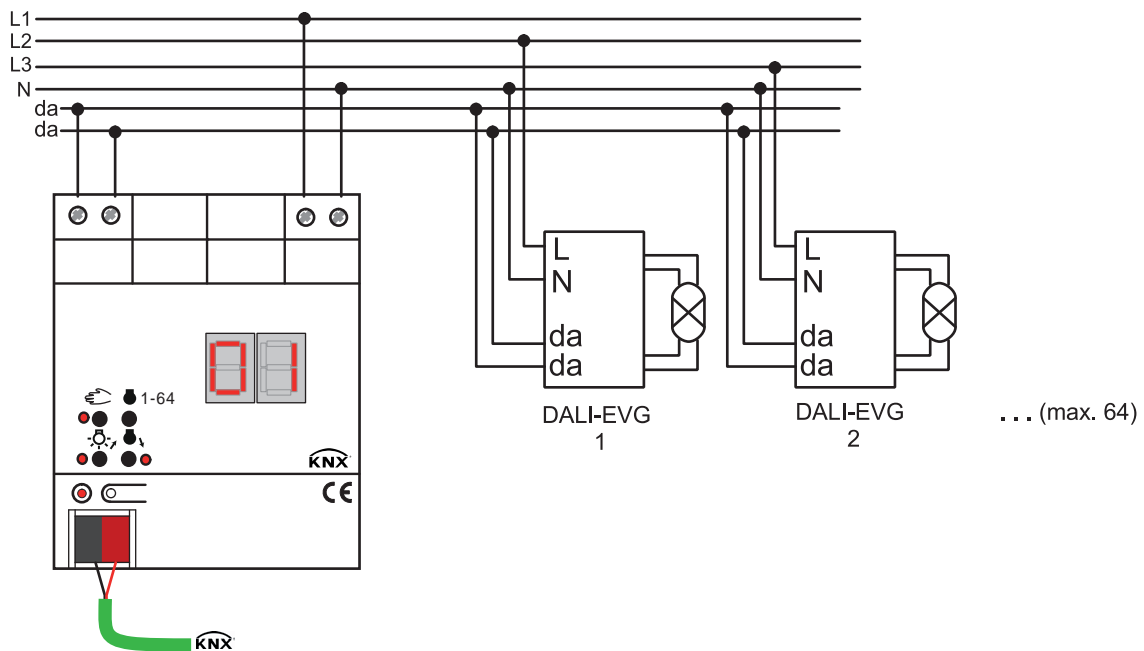 L1
L2
L3
N
da
da
01
1-64
KNX
CE
KNX
L
N
da
da
DALI-EVG
1
L
N
da
da
DALI-EVG
2
... (max. 64)